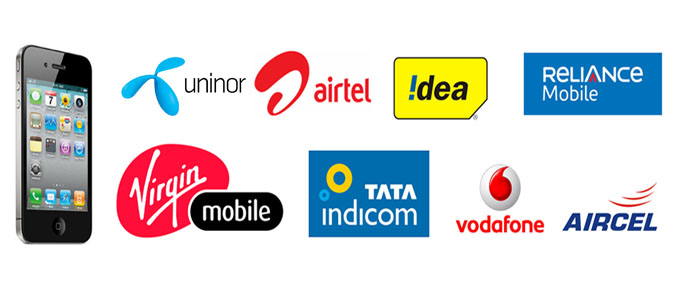 uninor
airtel
!dea
®
RELIANCE
Mobile
Virgin
mobile
TATA
indicom
vodafone
AIRCEL